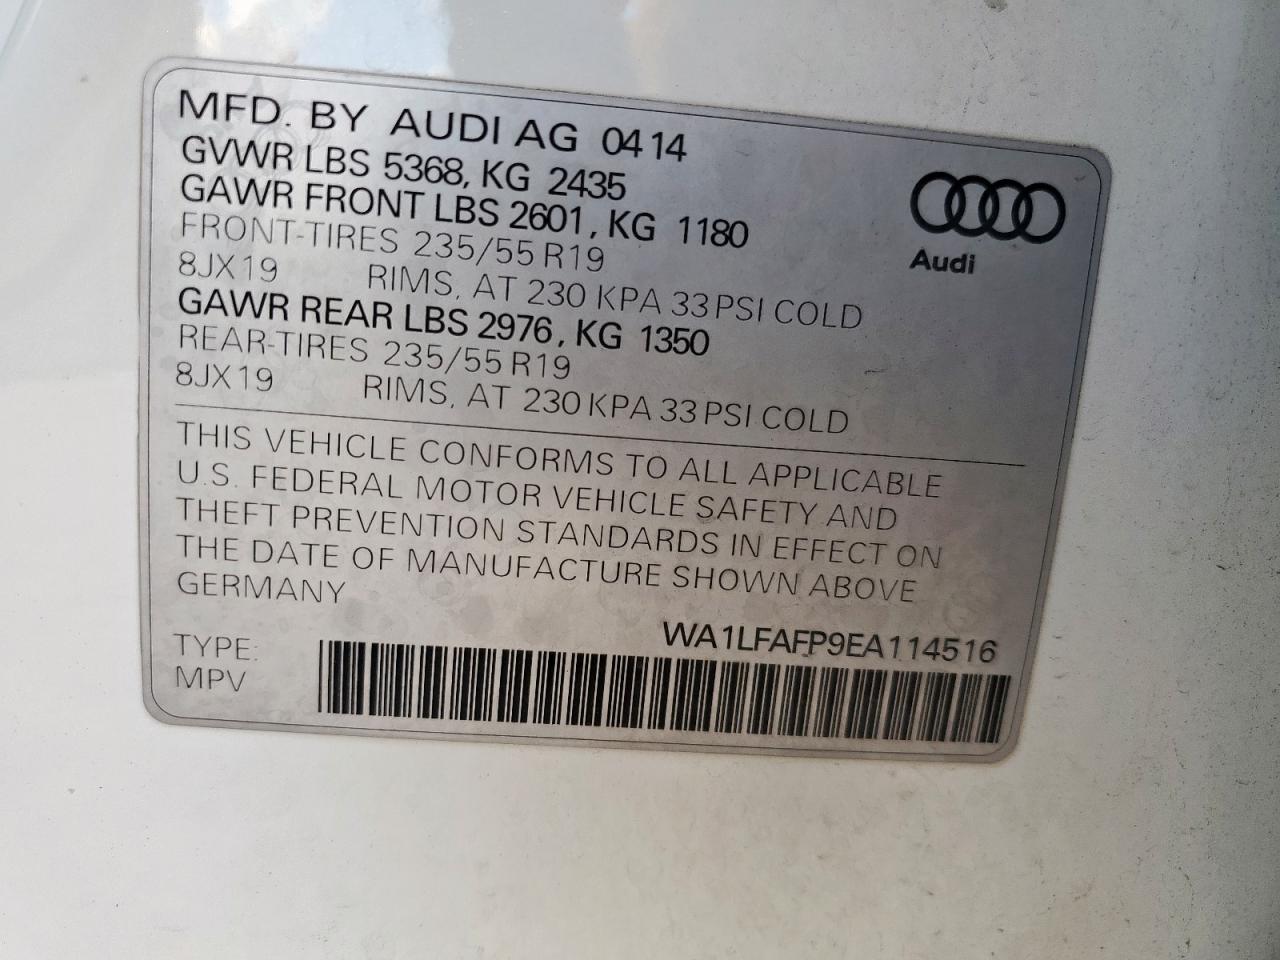 MFD. BY AUDI AG 0414
GVWR LBS 5368, KG 2435
GAWR FRONT LBS 2601, KG 1180
FRONT-TIRES 235/55 R19
8JX19 RIMS, AT 230 KPA 33 PSI COLD
GAWR REAR LBS 2976, KG 1350
REAR-TIRES 235/55 R19
8JX19 RIMS, AT 230 KPA 33 PSI COLD
Audi
THIS VEHICLE CONFORMS TO ALL APPLICABLE
U.S. FEDERAL MOTOR VEHICLE SAFETY AND
THEFT PREVENTION STANDARDS IN EFFECT ON
THE DATE OF MANUFACTURE SHOWN ABOVE
GERMANY
WA1LFAFP9EA114516
TYPE:
MPV